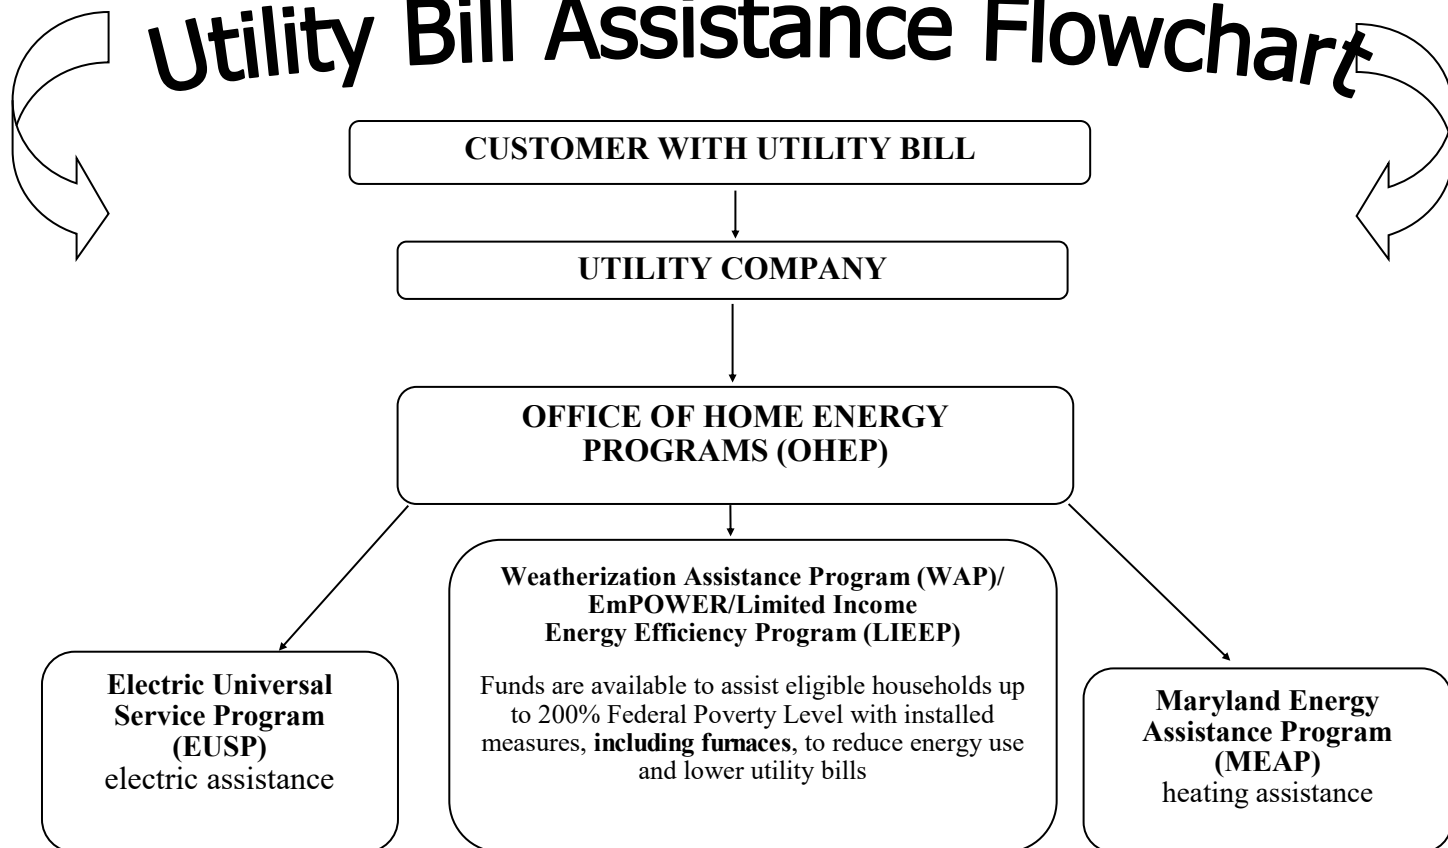 Utility Bill Assistance Flowchart
CUSTOMER WITH UTILITY BILL
UTILITY COMPANY
OFFICE OF HOME ENERGY
PROGRAMS (OHEP)
Electric Universal
Service Program
(EUSP)
electric assistance
Weatherization Assistance Program (WAP)/
EmPOWER/Limited Income
Energy Efficiency Program (LIEEP)
Funds are available to assist eligible households up
to 200% Federal Poverty Level with installed
measures, including furnaces, to reduce energy use
and lower utility bills
Maryland Energy
Assistance Program
(MEAP)
heating assistance